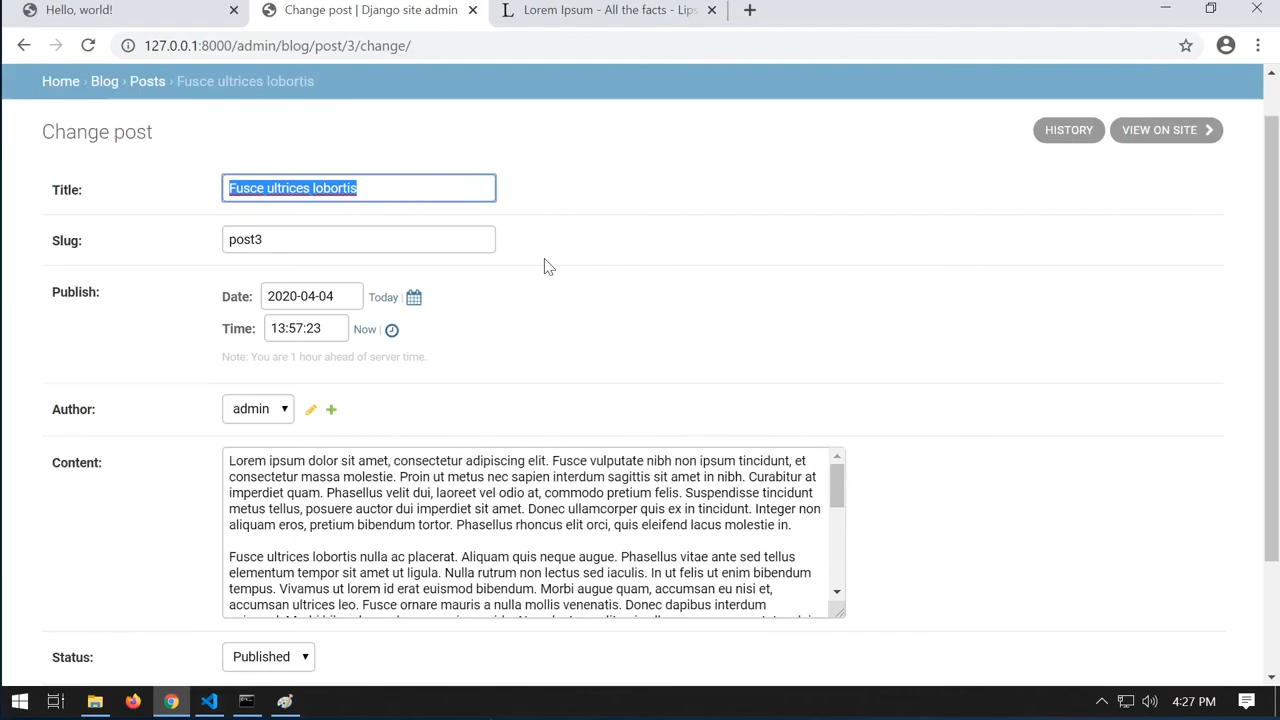 Hello, world!
Change post | Django site admin
Lorem Ipsum - All the facts - Lips
127.0.0.1:8000/admin/blog/post/3/change/
Home › Blog › Posts › Fusce ultrices lobortis
Change post
HISTORY
VIEW ON SITE
Title:
Fusce ultrices lobortis
Slug:
post3
Publish:
Date: 2020-04-04 Today |
Time: 13:57:23 Now |
Note: You are 1 hour ahead of server time.
Author:
admin
Content:
Lorem ipsum dolor sit amet, consectetur adipiscing elit. Fusce vulputate nibh non ipsum tincidunt, et
consectetur massa molestie. Proin ut metus nec sapien interdum sagittis sit amet in nibh. Curabitur at
imperdiet quam. Phasellus velit dui, laoreet vel odio at, commodo pretium felis. Suspendisse tincidunt
metus tellus, posuere auctor dui imperdiet sit amet. Donec ullamcorper quis ex in tincidunt. Integer non
aliquam eros, pretium bibendum tortor. Phasellus rhoncus elit orci, quis eleifend lacus molestie in.
Fusce ultrices lobortis nulla ac placerat. Aliquam quis neque augue. Phasellus vitae ante sed tellus
elementum tempor sit amet ut ligula. Nulla rutrum non lectus sed iaculis. In ut felis ut enim bibendum
tempus. Vivamus ut lorem id erat euismod bibendum. Morbi augue quam, accumsan eu nisi et,
accumsan ultrices leo. Fusce ornare mauris a nulla mollis venenatis. Donec dapibus interdum
Status:
Published
4:27 PM